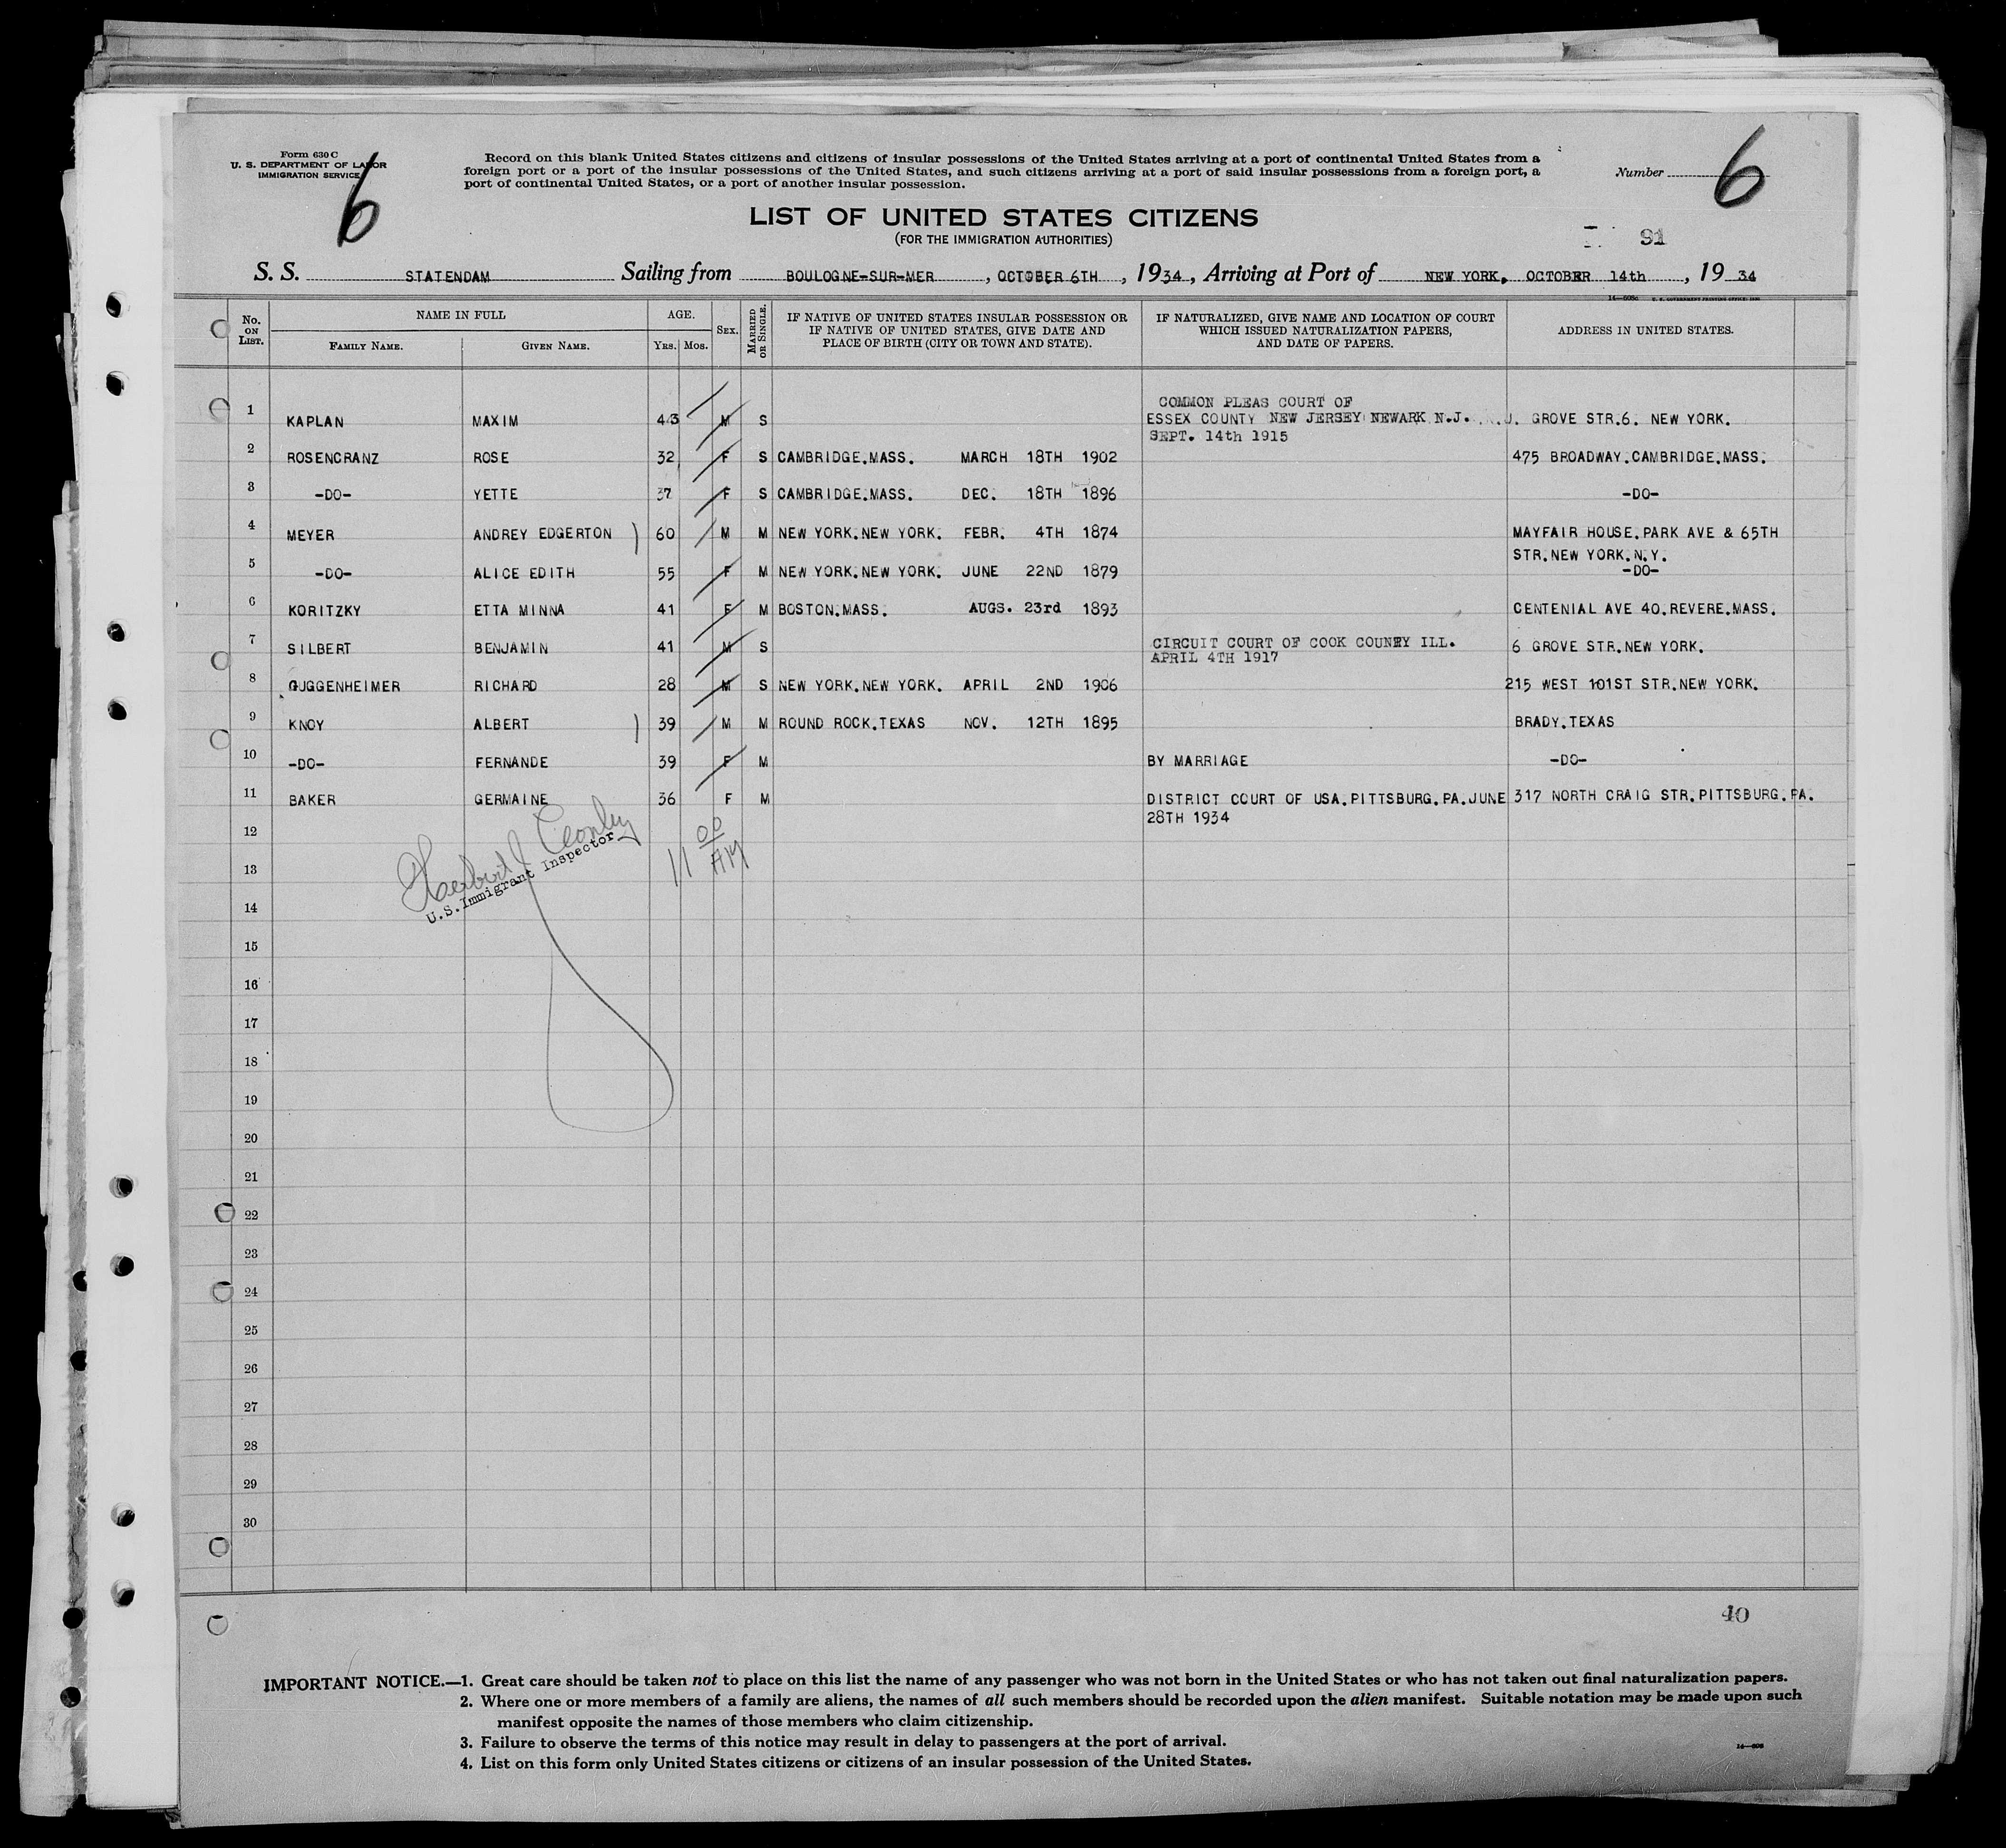 Form 630 C
U. S. DEPARTMENT OF LABOR
IMMIGRATION SERVICE
6
Record on this blank United States citizens and citizens of insular possessions of the United States arriving at a port of continental United States from a
foreign port or a port of the insular possessions of the United States, and such citizens arriving at a port of said insular possessions from a foreign port, a
port of continental United States, or a port of another insular possession.
Number 6
LIST OF UNITED STATES CITIZENS
(FOR THE IMMIGRATION AUTHORITIES)
91
S. S. STATENDAM Sailing from BOULOGNE-SUR-MER, OCTOBER 6TH, 1934, Arriving at Port of NEW YORK, OCTOBER 14th, 1934
No. ON LIST. NAME IN FULL FAMILY NAME. GIVEN NAME. AGE. YRS. MOS. SEX. MARRIED OR SINGLE. IF NATIVE OF UNITED STATES INSULAR POSSESSION OR IF NATIVE OF UNITED STATES, GIVE DATE AND PLACE OF BIRTH (CITY OR TOWN AND STATE). IF NATURALIZED, GIVE NAME AND LOCATION OF COURT WHICH ISSUED NATURALIZATION PAPERS, AND DATE OF PAPERS. ADDRESS IN UNITED STATES.
COMMON PLEAS COURT OF
1 KAPLAN MAXIM 43 M S ESSEX COUNTY NEW JERSEY NEWARK N.J. GROVE STR.6. NEW YORK.
SEPT. 14th 1915
2 ROSENCRANZ ROSE 32 F S CAMBRIDGE.MASS. MARCH 18TH 1902 475 BROADWAY.CAMBRIDGE.MASS.
3 -DO- YETTE 37 F S CAMBRIDGE.MASS. DEC. 18TH 1896 -DO-
4 MEYER ANDREY EDGERTON ) 60 M M NEW YORK.NEW YORK. FEBR. 4TH 1874 MAYFAIR HOUSE.PARK AVE & 65TH
STR.NEW YORK.N.Y.
5 -DO- ALICE EDITH 55 F M NEW YORK.NEW YORK. JUNE 22ND 1879 -DO-
6 KORITZKY ETTA MINNA 41 F M BOSTON.MASS. AUGS. 23rd 1893 CENTENIAL AVE 40.REVERE.MASS.
7 SILBERT BENJAMIN 41 M S CIRCUIT COURT OF COOK COUNEY ILL. 6 GROVE STR.NEW YORK.
APRIL 4TH 1917
8 GUGGENHEIMER RICHARD 28 M S NEW YORK.NEW YORK. APRIL 2ND 1906 215 WEST 101ST STR.NEW YORK.
9 KNOY ALBERT ) 39 M M ROUND ROCK.TEXAS NOV. 12TH 1895 BRADY.TEXAS
10 -DO- FERNANDE 39 F M BY MARRIAGE -DO-
11 BAKER GERMAINE 36 F M DISTRICT COURT OF USA.PITTSBURG.PA.JUNE 317 NORTH CRAIG STR.PITTSBURG.PA.
28TH 1934
12
Herbert J Conley
U.S. Immigrant Inspector
11 00 AM
13
14
15
16
17
18
19
20
21
22
23
24
25
26
27
28
29
30
40
IMPORTANT NOTICE.—1. Great care should be taken not to place on this list the name of any passenger who was not born in the United States or who has not taken out final naturalization papers.
2. Where one or more members of a family are aliens, the names of all such members should be recorded upon the alien manifest. Suitable notation may be made upon such
manifest opposite the names of those members who claim citizenship.
3. Failure to observe the terms of this notice may result in delay to passengers at the port of arrival.
4. List on this form only United States citizens or citizens of an insular possession of the United States.